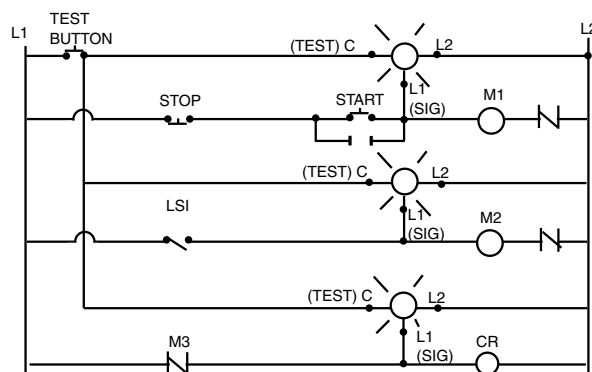 L1
TEST
BUTTON
(TEST) C
L2
L2
STOP
START
L1
(SIG)
M1
(TEST) C
L2
LSI
L1
(SIG)
M2
(TEST) C
L2
M3
L1
(SIG)
CR